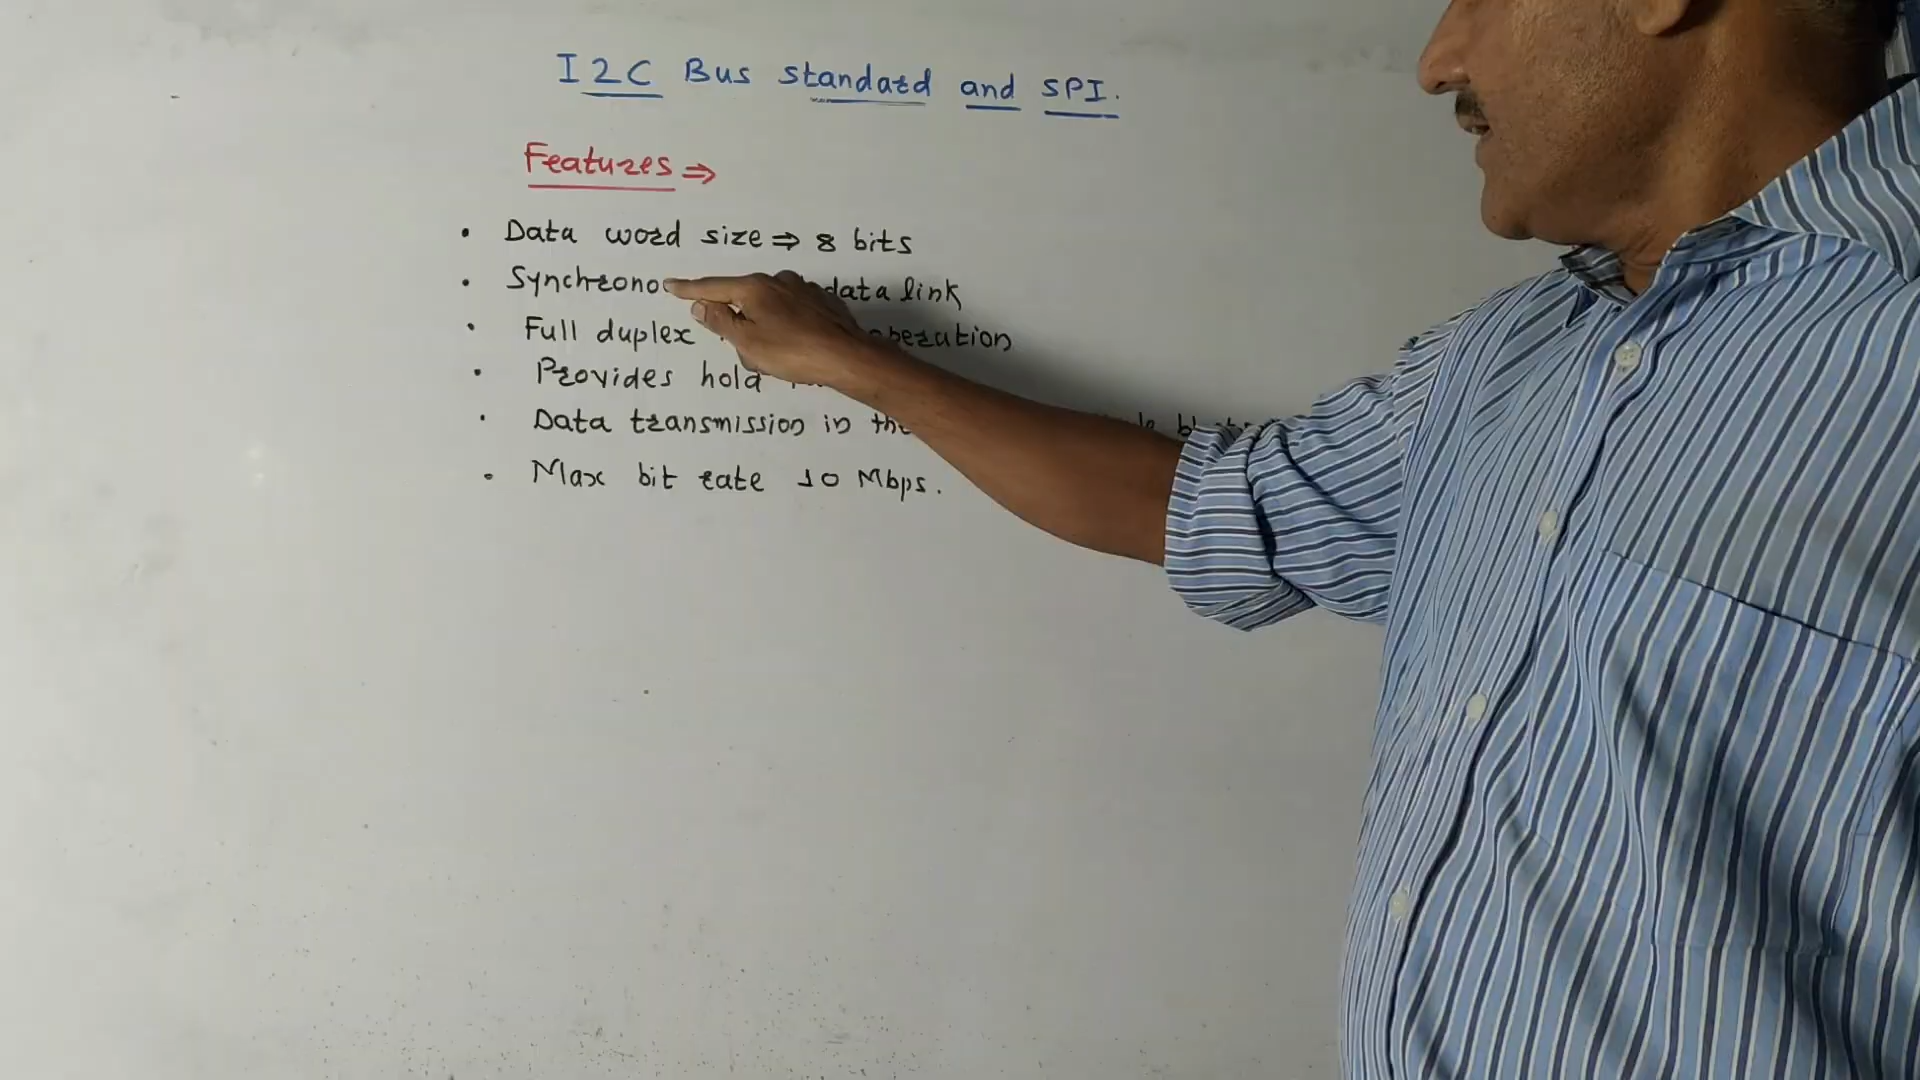 I2C Bus standard and SPI.
Features ⇒
• Data word size ⇒ 8 bits
• Synchrono data link
• Full duplex operation
• Provides hold
• Data transmission in the
• Max bit rate 10 Mbps.